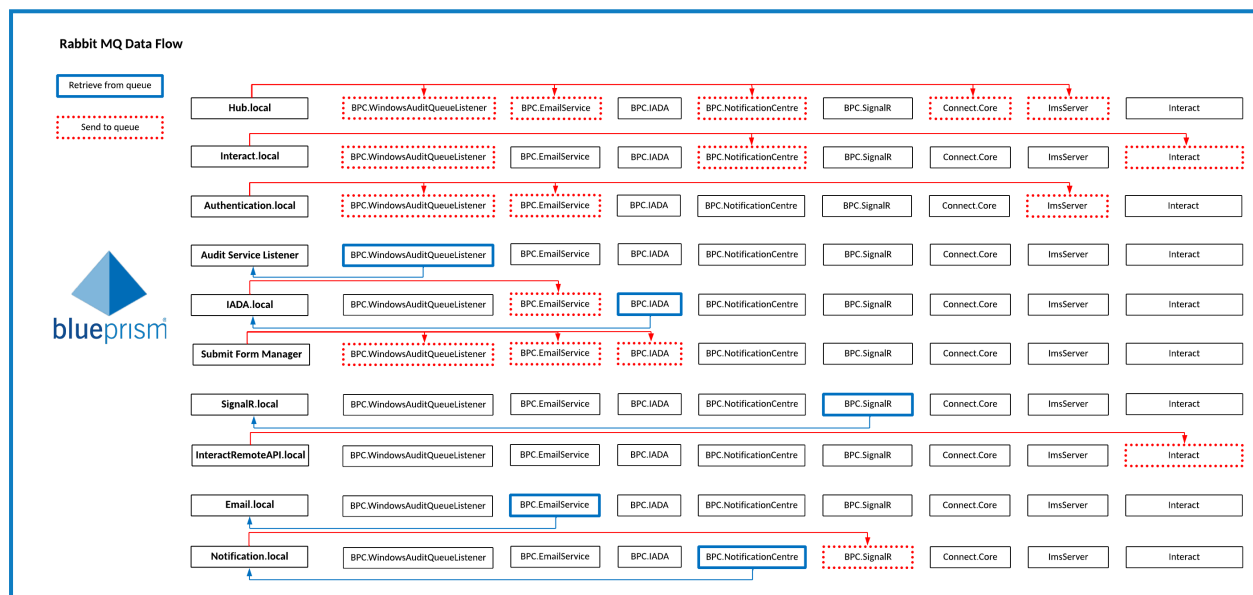 Rabbit MQ Data Flow
Retrieve from queue
Send to queue
Hub.local BPC.WindowsAuditQueueListener BPC.EmailService BPC.IADA BPC.NotificationCentre BPC.SignalR Connect.Core ImsServer Interact
Interact.local BPC.WindowsAuditQueueListener BPC.EmailService BPC.IADA BPC.NotificationCentre BPC.SignalR Connect.Core ImsServer Interact
Authentication.local BPC.WindowsAuditQueueListener BPC.EmailService BPC.IADA BPC.NotificationCentre BPC.SignalR Connect.Core ImsServer Interact
Audit Service Listener BPC.WindowsAuditQueueListener BPC.EmailService BPC.IADA BPC.NotificationCentre BPC.SignalR Connect.Core ImsServer Interact
IADA.local BPC.WindowsAuditQueueListener BPC.EmailService BPC.IADA BPC.NotificationCentre BPC.SignalR Connect.Core ImsServer Interact
blueprism
Submit Form Manager BPC.WindowsAuditQueueListener BPC.EmailService BPC.IADA BPC.NotificationCentre BPC.SignalR Connect.Core ImsServer Interact
SignalR.local BPC.WindowsAuditQueueListener BPC.EmailService BPC.IADA BPC.NotificationCentre BPC.SignalR Connect.Core ImsServer Interact
InteractRemoteAPI.local BPC.WindowsAuditQueueListener BPC.EmailService BPC.IADA BPC.NotificationCentre BPC.SignalR Connect.Core ImsServer Interact
Email.local BPC.WindowsAuditQueueListener BPC.EmailService BPC.IADA BPC.NotificationCentre BPC.SignalR Connect.Core ImsServer Interact
Notification.local BPC.WindowsAuditQueueListener BPC.EmailService BPC.IADA BPC.NotificationCentre BPC.SignalR Connect.Core ImsServer Interact